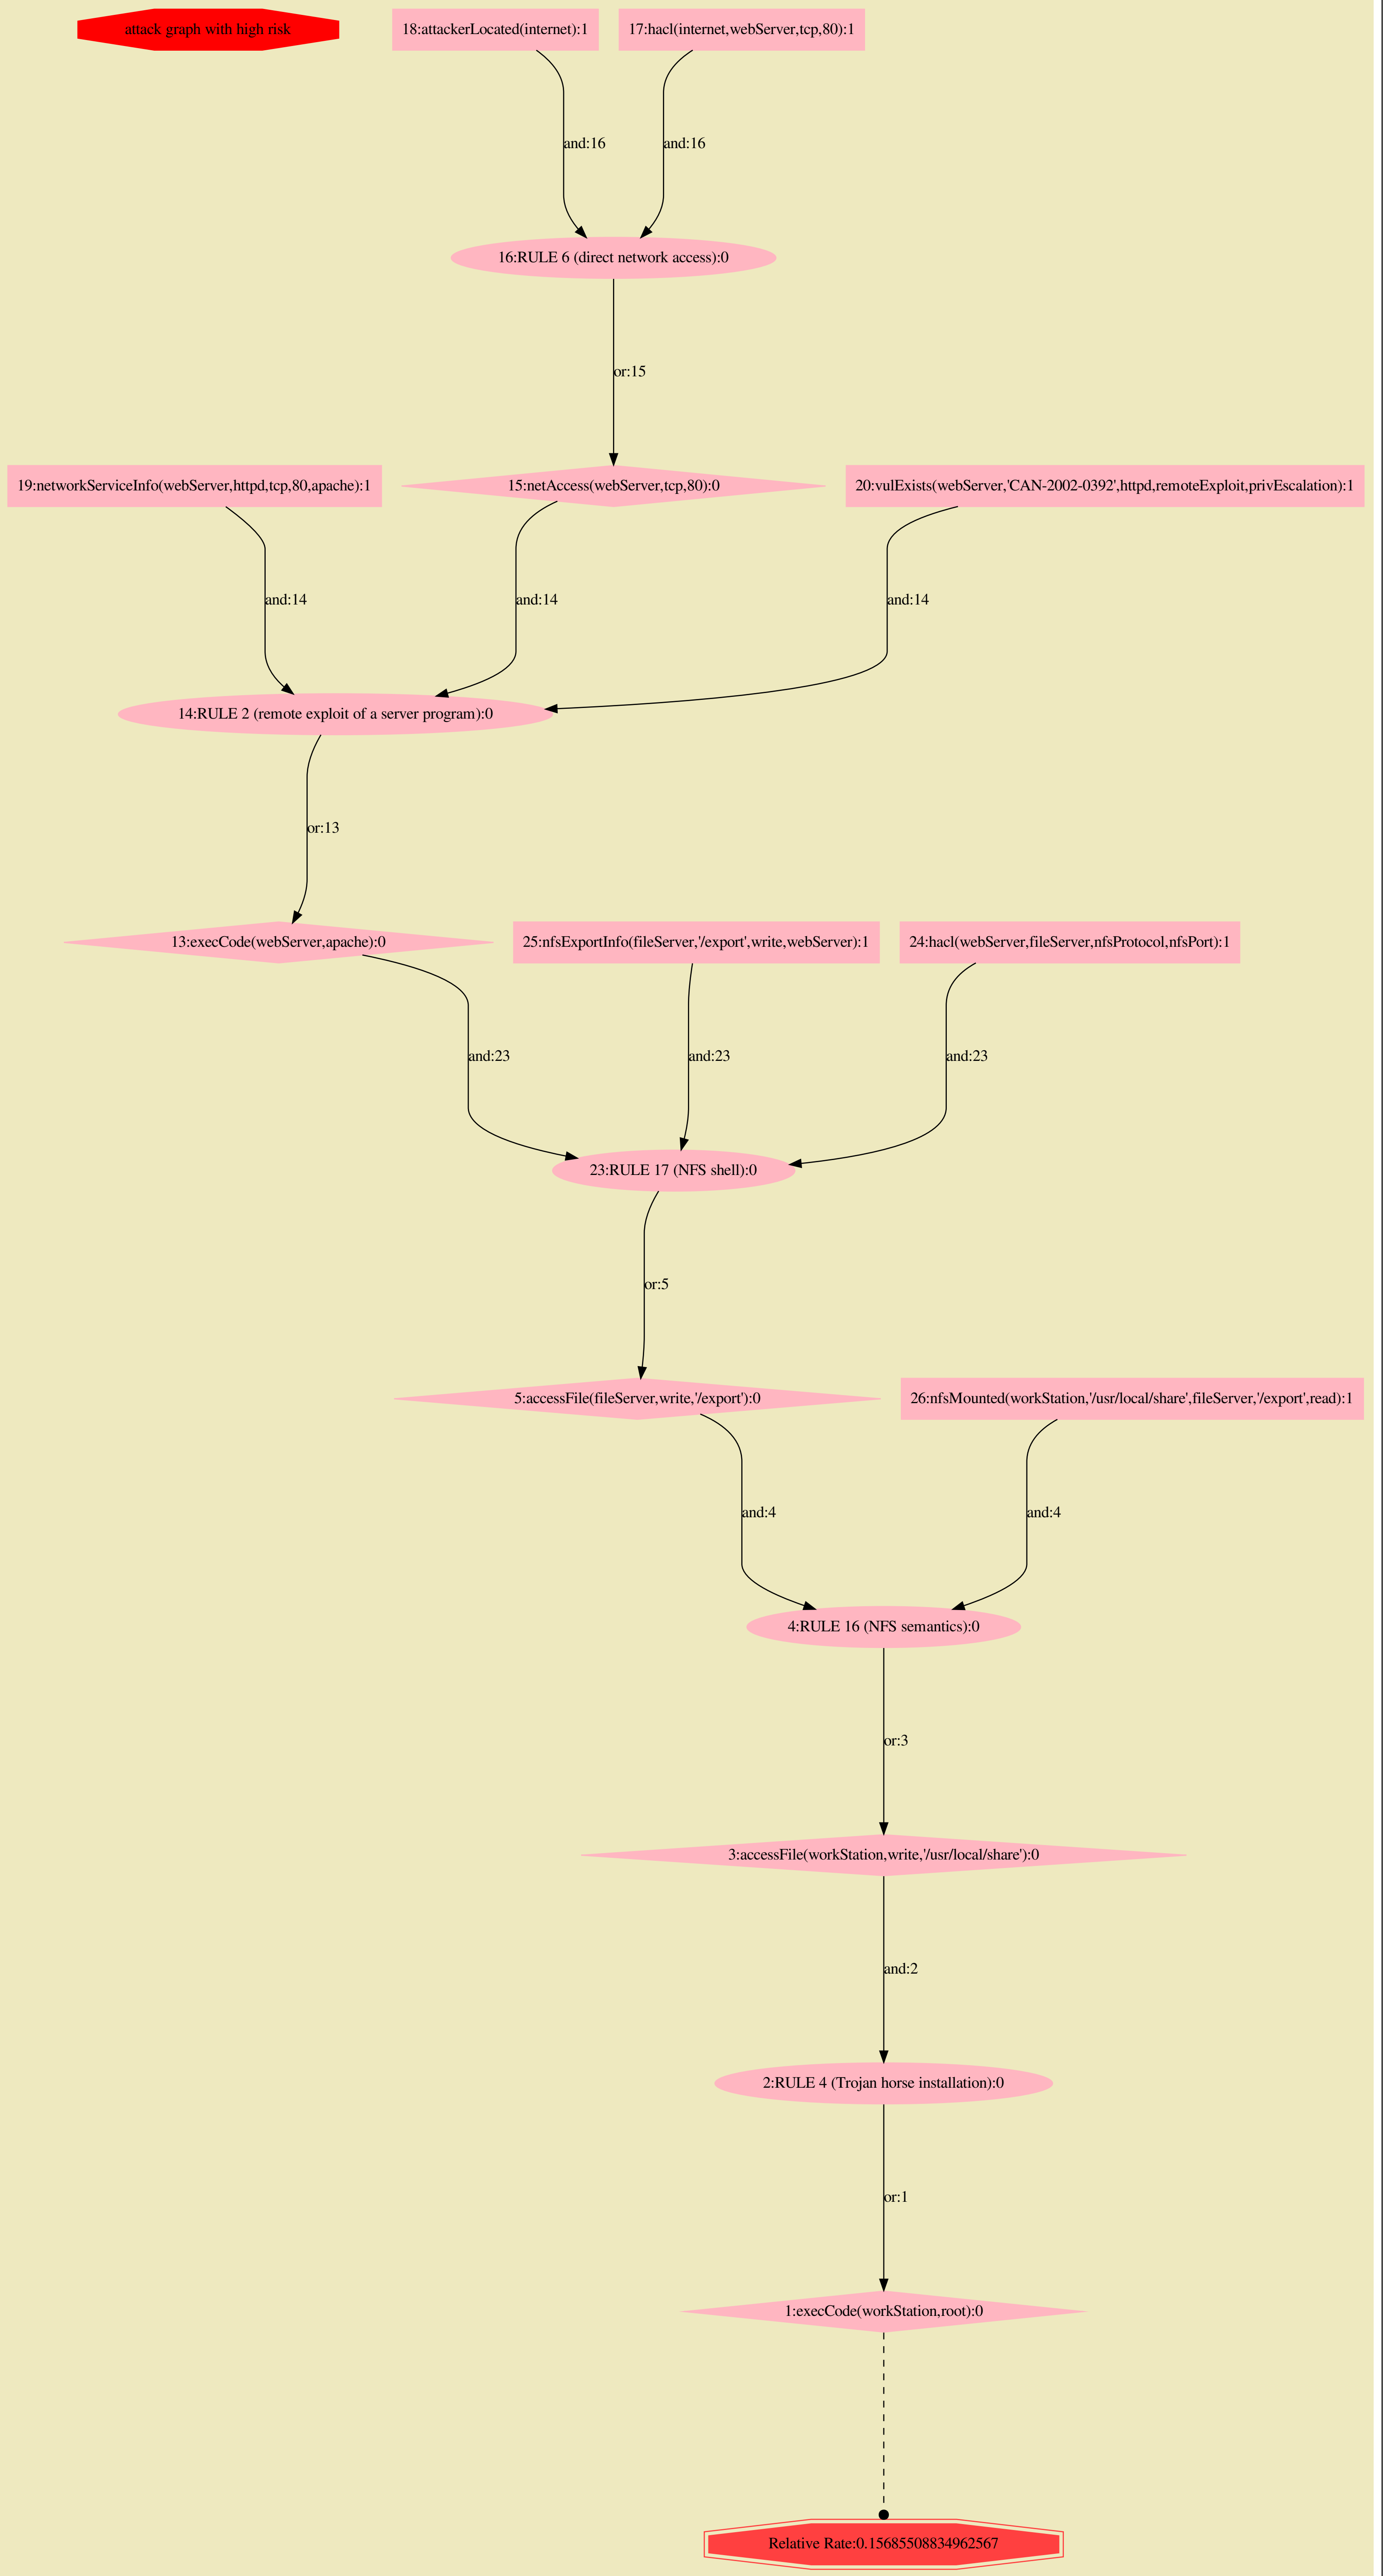 attack graph with high risk
18:attackerLocated(internet):1
17:hacl(internet,webServer,tcp,80):1
and:16
and:16
16:RULE 6 (direct network access):0
or:15
19:networkServiceInfo(webServer,httpd,tcp,80,apache):1
15:netAccess(webServer,tcp,80):0
20:vulExists(webServer,'CAN-2002-0392',httpd,remoteExploit,privEscalation):1
and:14
and:14
and:14
14:RULE 2 (remote exploit of a server program):0
or:13
13:execCode(webServer,apache):0
25:nfsExportInfo(fileServer,'/export',write,webServer):1
24:hacl(webServer,fileServer,nfsProtocol,nfsPort):1
and:23
and:23
and:23
23:RULE 17 (NFS shell):0
or:5
5:accessFile(fileServer,write,'/export'):0
26:nfsMounted(workStation,'/usr/local/share',fileServer,'/export',read):1
and:4
and:4
4:RULE 16 (NFS semantics):0
or:3
3:accessFile(workStation,write,'/usr/local/share'):0
and:2
2:RULE 4 (Trojan horse installation):0
or:1
1:execCode(workStation,root):0
Relative Rate:0.15685508834962567